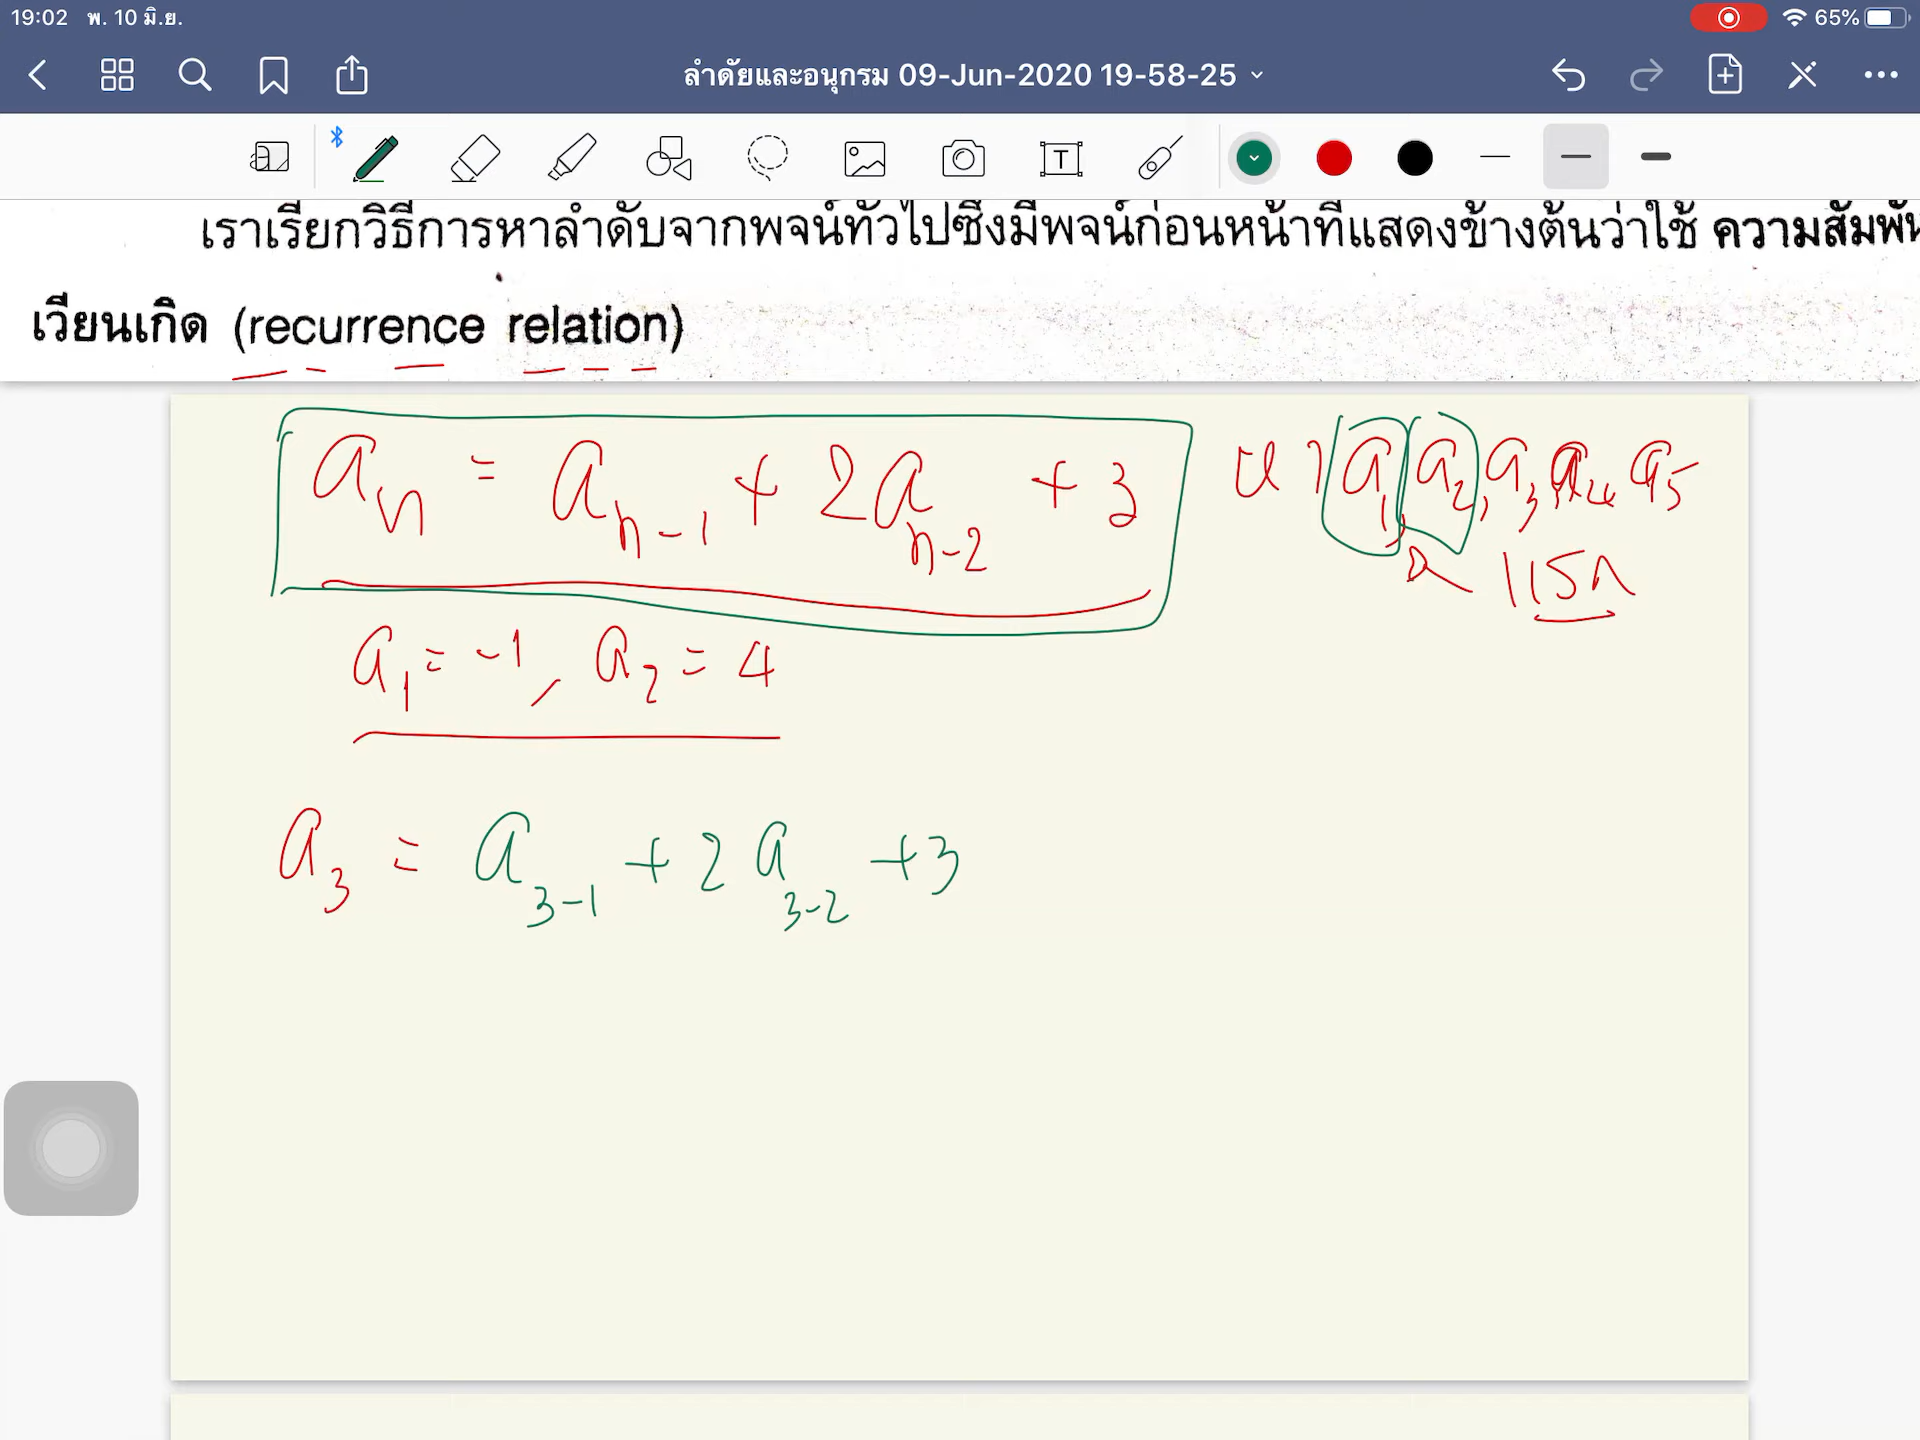 19:02 พ. 10 มิ.ย. 65%
ลำดัยและอนุกรม 09-Jun-2020 19-58-25
เราเรียกวิธีการหาลำดับจากพจน์ทั่วไปซึ่งมีพจน์ก่อนหน้าที่แสดงข้างต้นว่าใช้ ความสัมพัน
เวียนเกิด (recurrence relation)
aₙ = aₙ₋₁ + 2aₙ₋₂ + 3
a₁, a₂, a₃, a₄, a₅
a₁ = -1, a₂ = 4
a₃ = a₃₋₁ + 2a₃₋₂ + 3